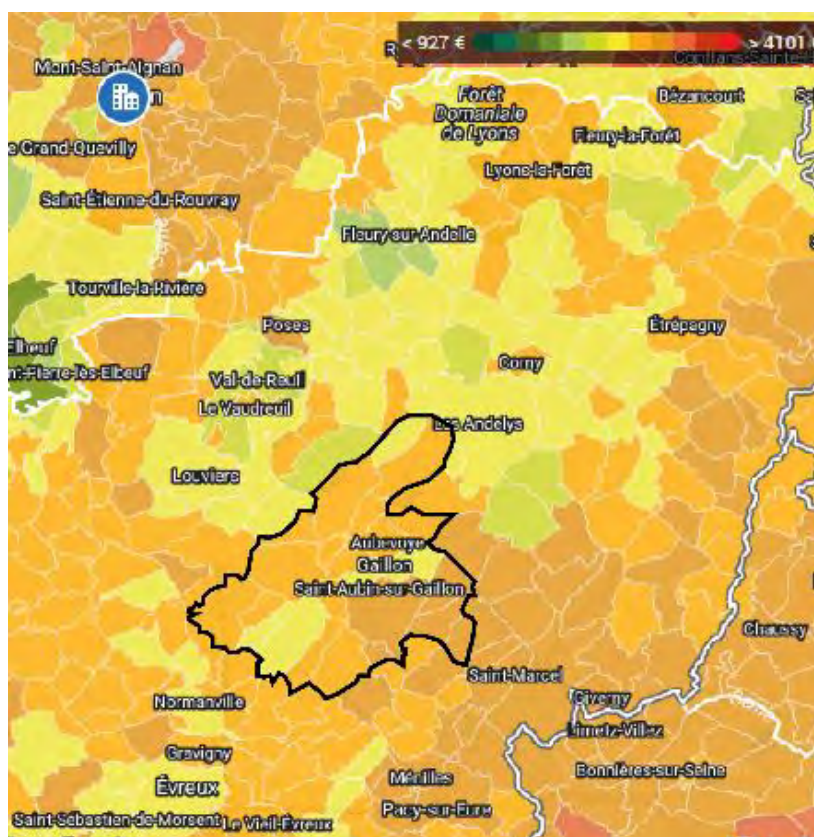 < 927 €
> 4101
Mont-Saint-Aignan
Conflans-Sainte-
Forêt
Domaniale
de Lyons
Bézancourt
Fleury-la-Forêt
Grand-Quevilly
Lyons-la-Forêt
Saint-Étienne-du-Rouvray
Seine
Fleury-sur-Andelle
Tourville-la-Rivière
Poses
Étrépagny
Elbeuf
nt-Pierre-lès-Elbeuf
Val-de-Reuil
Corny
Le Vaudreuil
Les Andelys
Louviers
Aubevoye
Gaillon
Saint-Aubin-sur-Gaillon
Chaussy
Saint-Marcel
Normanville
Giverny
Limetz-Villez
Gravigny
Ménilles
Bonnières-sur-Seine
Évreux
Pacy-sur-Eure
Saint-Sébastien-de-Morsent
Le Vieil-Évreux